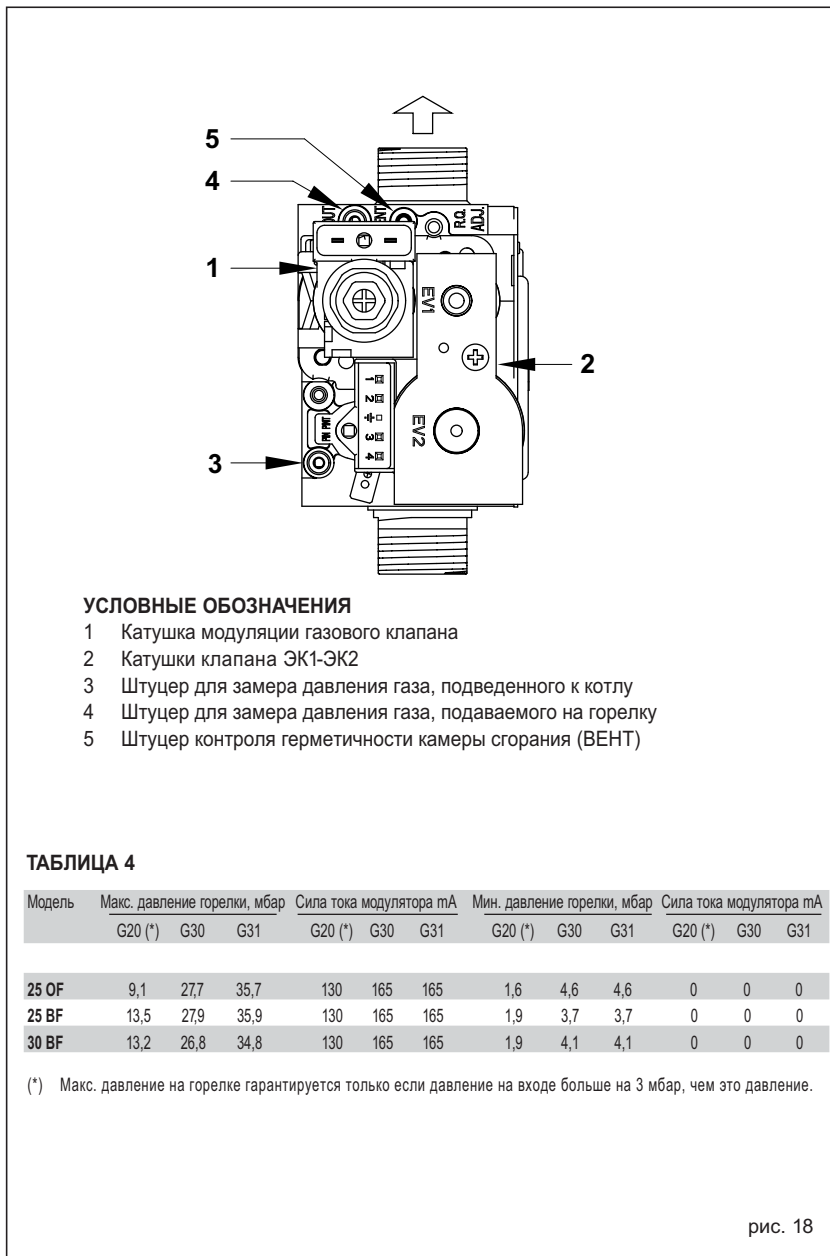 5
4
OUT
VENT
R.Q.
ADJ.
1
EV1
2
1
2
3
4
EV2
3
УСЛОВНЫЕ ОБОЗНАЧЕНИЯ
1 Катушка модуляции газового клапана
2 Катушки клапана ЭК1-ЭК2
3 Штуцер для замера давления газа, подведенного к котлу
4 Штуцер для замера давления газа, подаваемого на горелку
5 Штуцер контроля герметичности камеры сгорания (ВЕНТ)
ТАБЛИЦА 4
Модель Макс. давление горелки, мбар Сила тока модулятора mA Мин. давление горелки, мбар Сила тока модулятора mA
G20 (*) G30 G31 G20 (*) G30 G31 G20 (*) G30 G31 G20 (*) G30 G31
25 OF 9,1 27,7 35,7 130 165 165 1,6 4,6 4,6 0 0 0
25 BF 13,5 27,9 35,9 130 165 165 1,9 3,7 3,7 0 0 0
30 BF 13,2 26,8 34,8 130 165 165 1,9 4,1 4,1 0 0 0
(*) Макс. давление на горелке гарантируется только если давление на входе больше на 3 мбар, чем это давление.
рис. 18